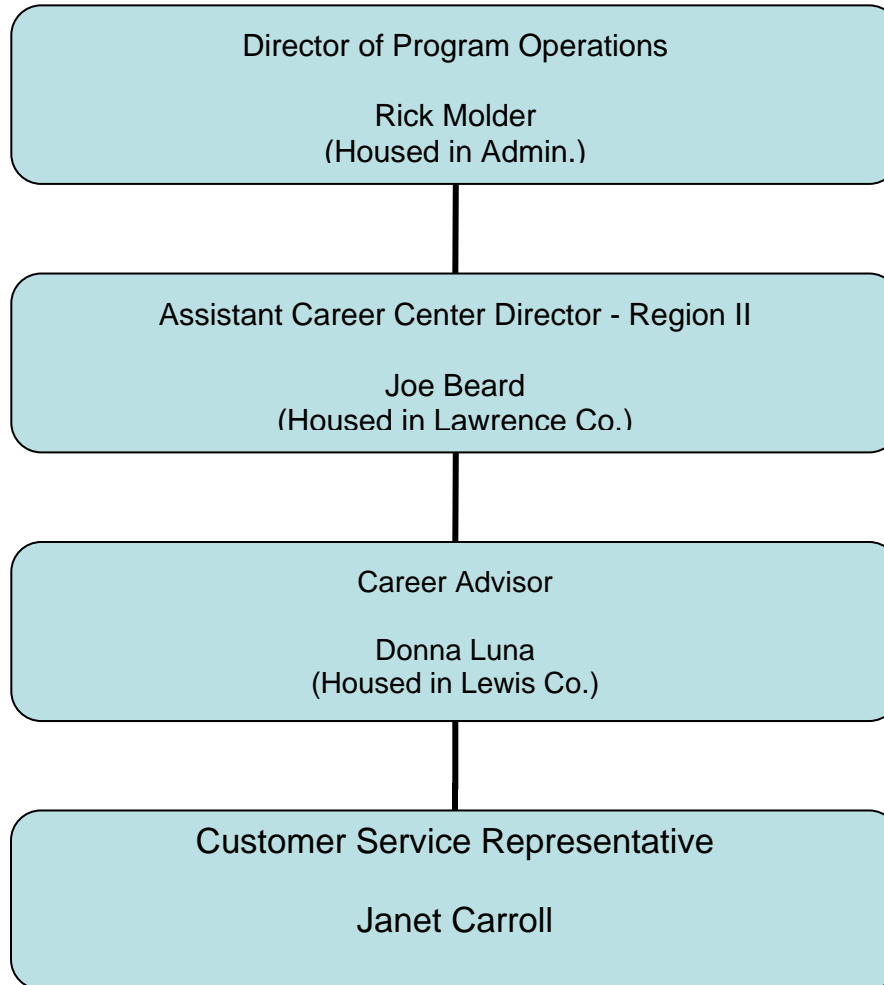 Director of Program Operations
Rick Molder
(Housed in Admin.)
Assistant Career Center Director - Region II
Joe Beard
(Housed in Lawrence Co.)
Career Advisor
Donna Luna
(Housed in Lewis Co.)
Customer Service Representative
Janet Carroll